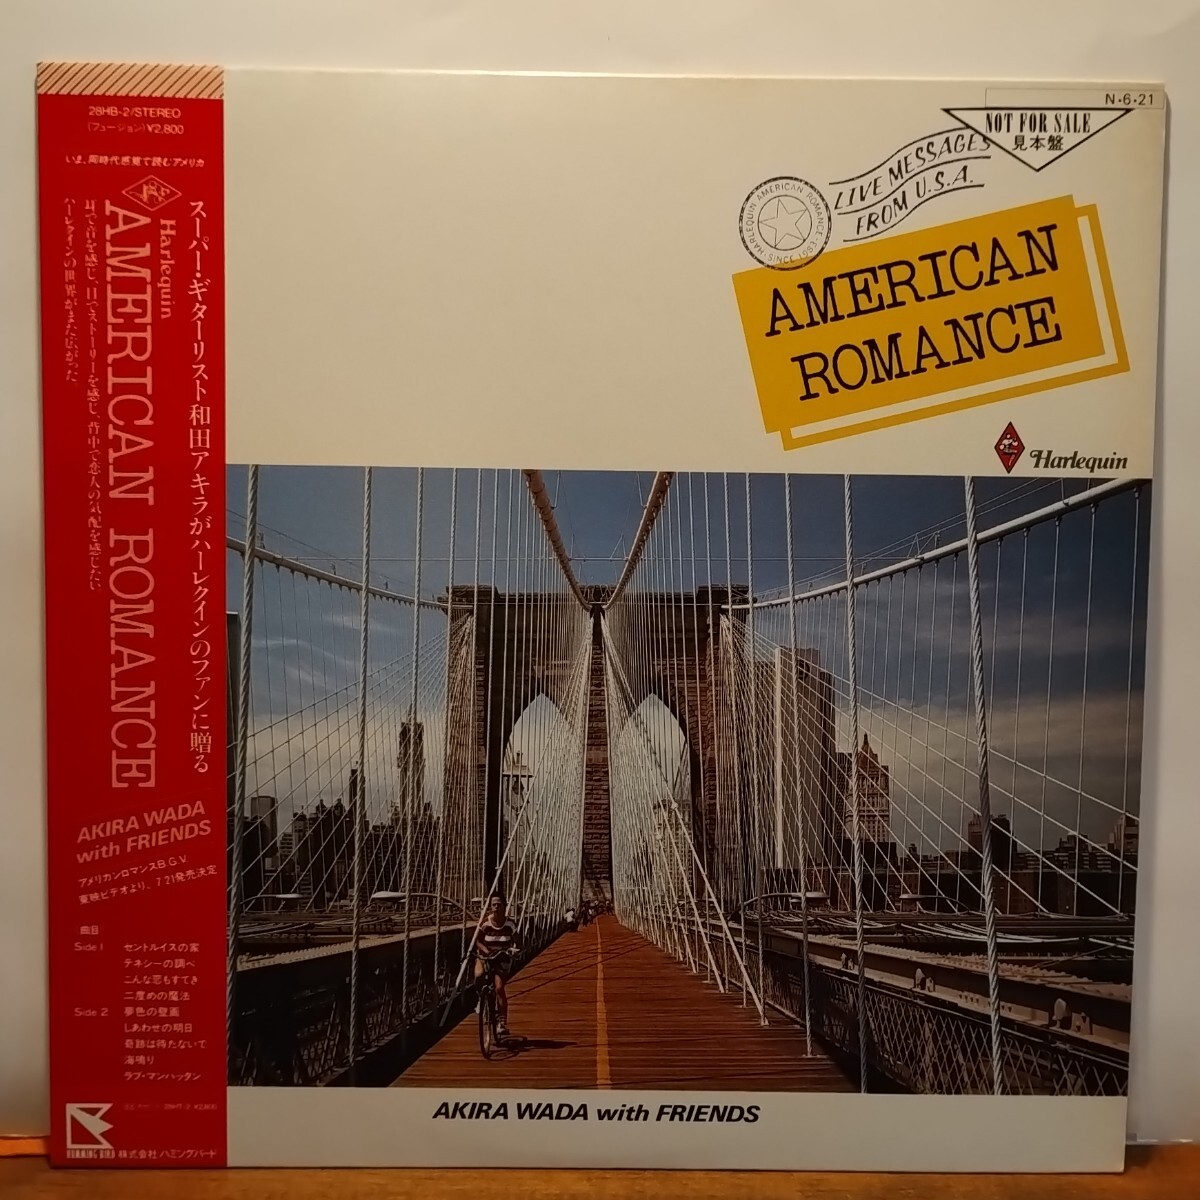 28HB-2/STEREO
(フュージョン)¥2,800
いま、同時代感覚で読むアメリカ
Harlequin
AMERICAN ROMANCE
スーパー・ギターリスト和田アキラがハーレクインのファンに贈る
耳で音を感じ、目でストーリーを感じ、背中で恋人の気配を感じたい
ハーレクインの世界がまた広がった
AKIRA WADA
with FRIENDS
アメリカンロマンスB.G.V.
東映ビデオより、7.21発売決定
曲目
Side 1
セントルイスの家
テネシーの調べ
こんな恋もすてき
二度めの魔法
Side 2
夢色の壁画
しあわせの明日
奇跡は待たないで
海鳴り
ラブ・マンハッタン
28HT-2 ¥2,800
HUMMING BIRD 株式会社ハミングバード
N・6・21
NOT FOR SALE
見本盤
LIVE MESSAGES
FROM U.S.A.
HARLEQUIN AMERICAN ROMANCE
SINCE 1983
AMERICAN
ROMANCE
Harlequin
AKIRA WADA with FRIENDS